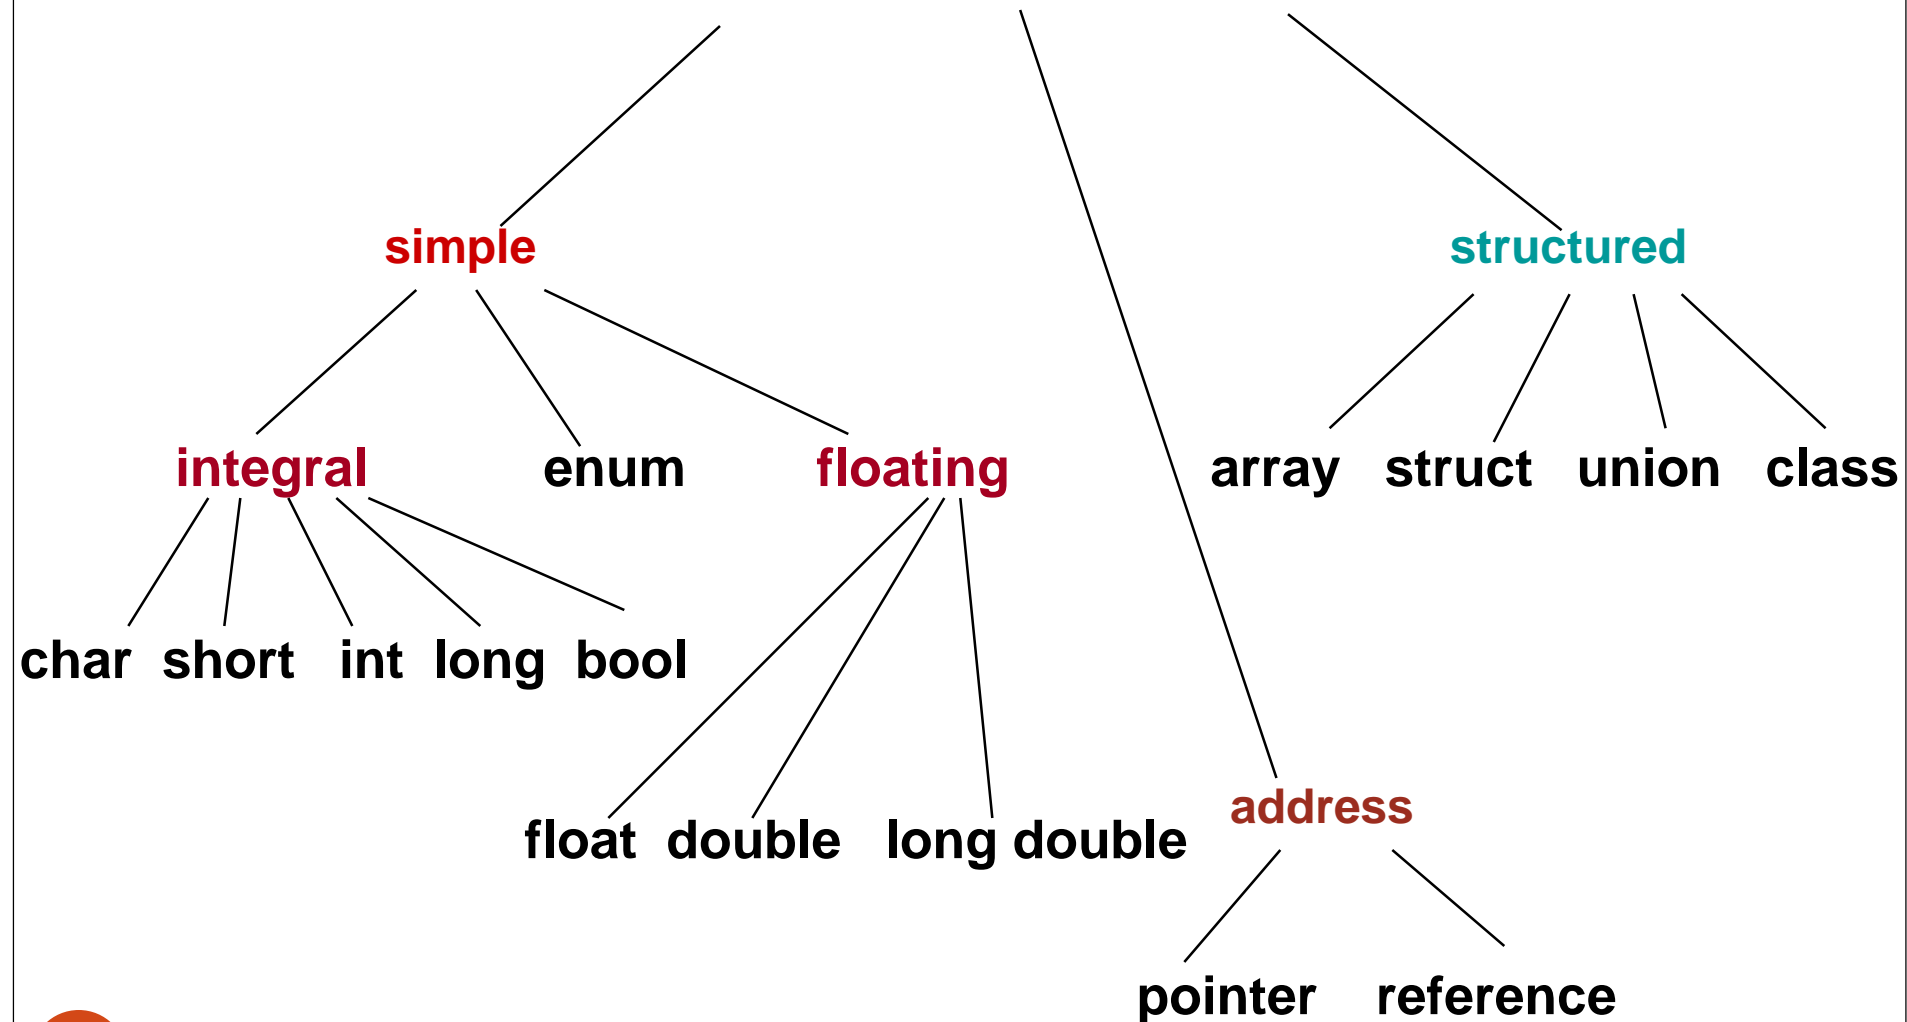 simple structured
integral enum floating array struct union class
char short int long bool
address
float double long double
pointer reference